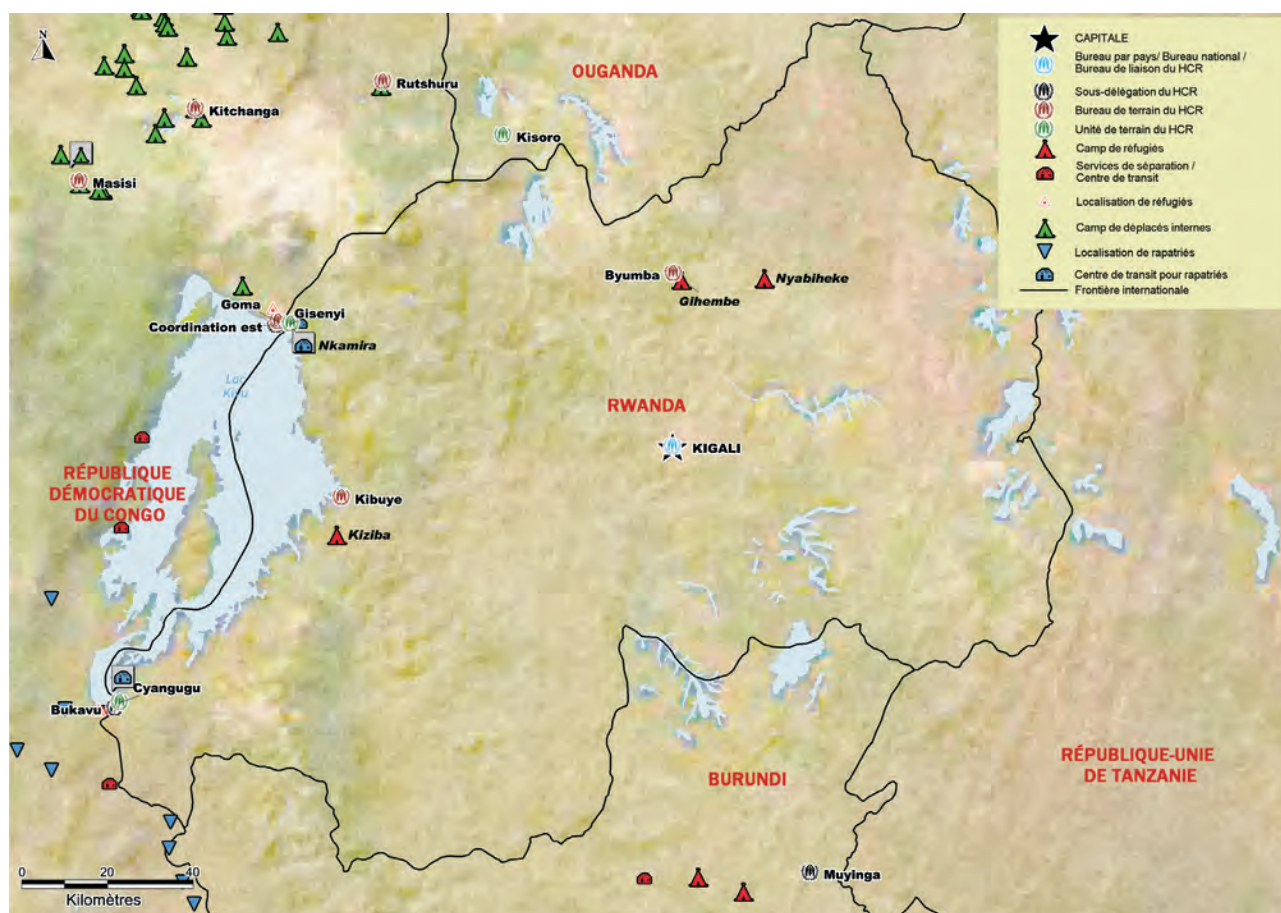 N
OUGANDA
Rutshuru
Kitchanga
Kisoro
Masisi
Byumba
Gihembe
Nyabiheke
Goma
Gisenyi
Coordination est
Nkamira
Lac
Kivu
RWANDA
KIGALI
RÉPUBLIQUE
DÉMOCRATIQUE
DU CONGO
Kibuye
Kiziba
Cyangugu
Bukavu
BURUNDI
RÉPUBLIQUE-UNIE
DE TANZANIE
Muyinga
0 20 40
Kilomètres
CAPITALE
Bureau par pays/ Bureau national /
Bureau de liaison du HCR
Sous-délégation du HCR
Bureau de terrain du HCR
Unité de terrain du HCR
Camp de réfugiés
Services de séparation /
Centre de transit
Localisation de réfugiés
Camp de déplacés internes
Localisation de rapatriés
Centre de transit pour rapatriés
Frontière internationale